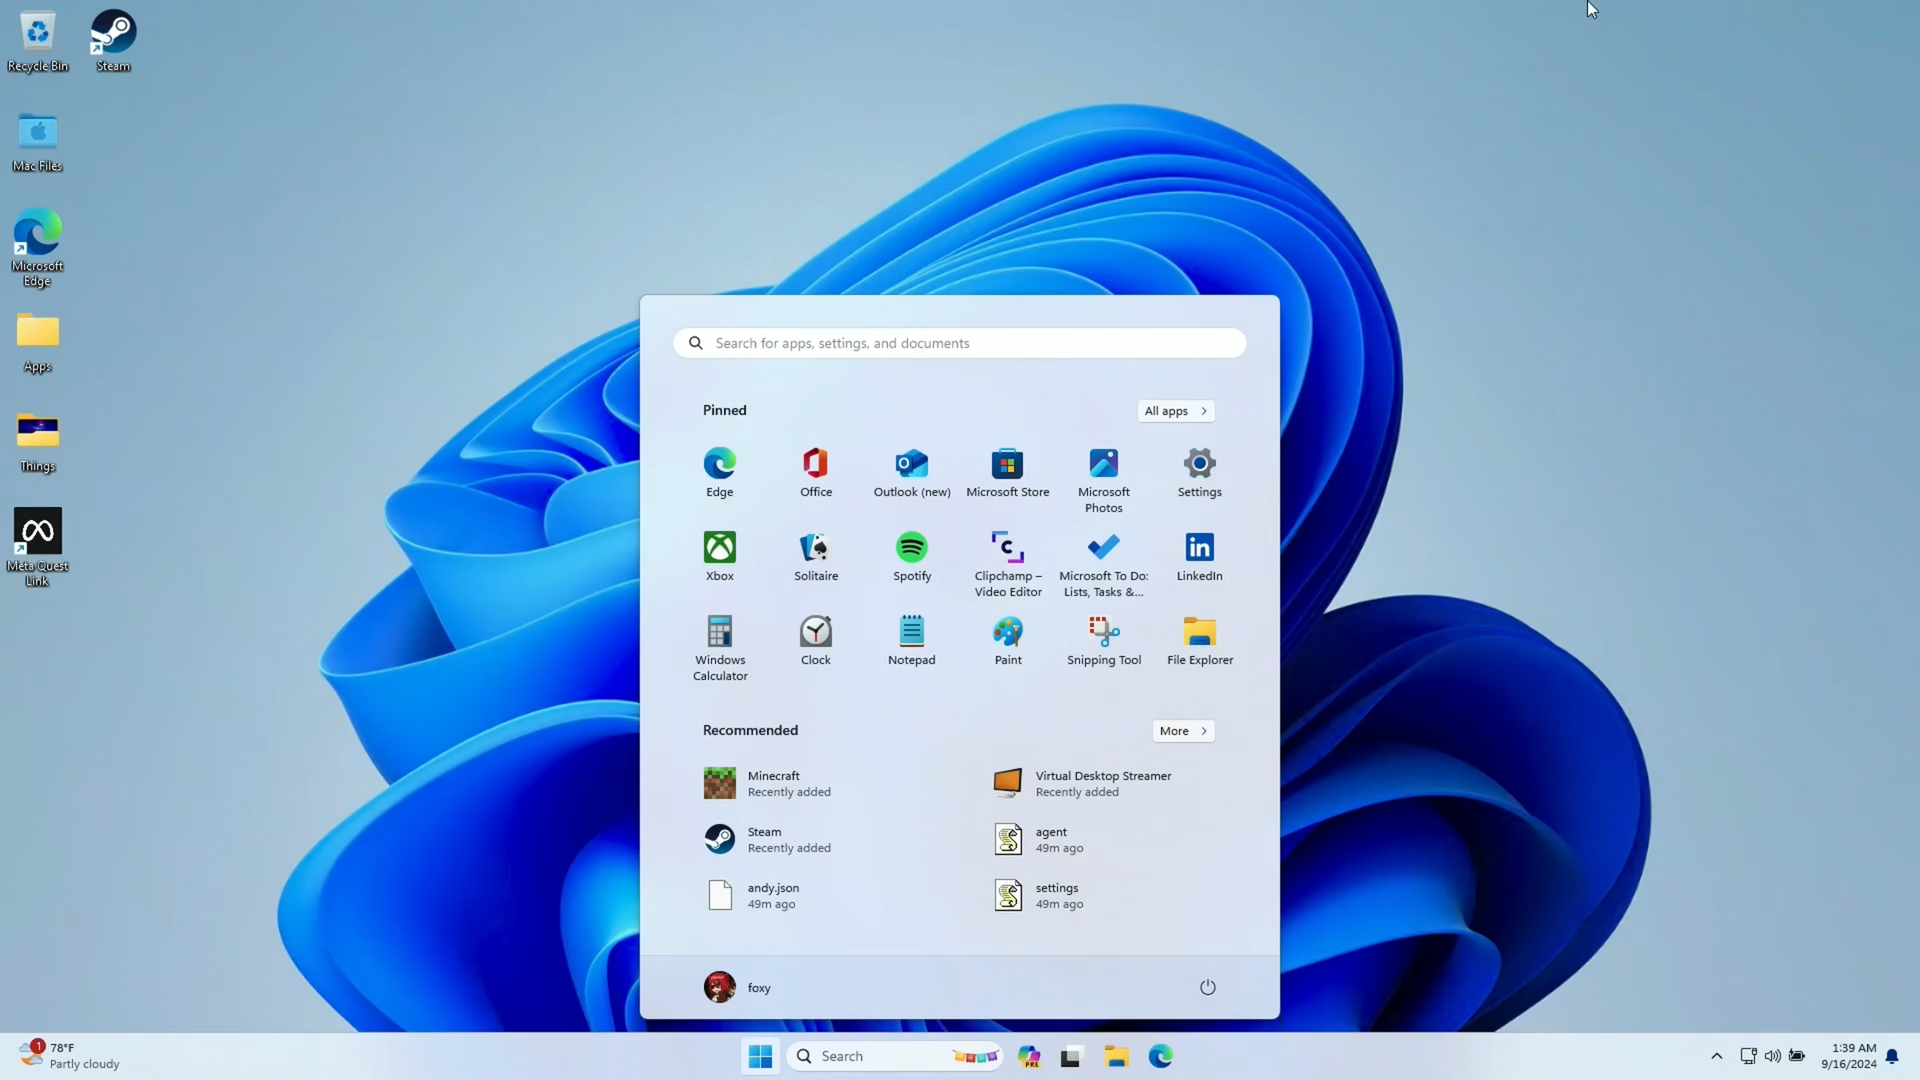 Recycle Bin
Steam
Mac Files
Microsoft
Edge
Apps
Things
Meta Quest
Link
Search for apps, settings, and documents
Pinned
All apps
Edge
Office
Outlook (new)
Microsoft Store
Microsoft
Photos
Settings
Xbox
Solitaire
Spotify
Clipchamp –
Video Editor
Microsoft To Do:
Lists, Tasks &...
LinkedIn
Windows
Calculator
Clock
Notepad
Paint
Snipping Tool
File Explorer
Recommended
More
Minecraft
Recently added
Virtual Desktop Streamer
Recently added
Steam
Recently added
agent
49m ago
andy.json
49m ago
settings
49m ago
foxy
1
78°F
Partly cloudy
Search
PRE
1:39 AM
9/16/2024